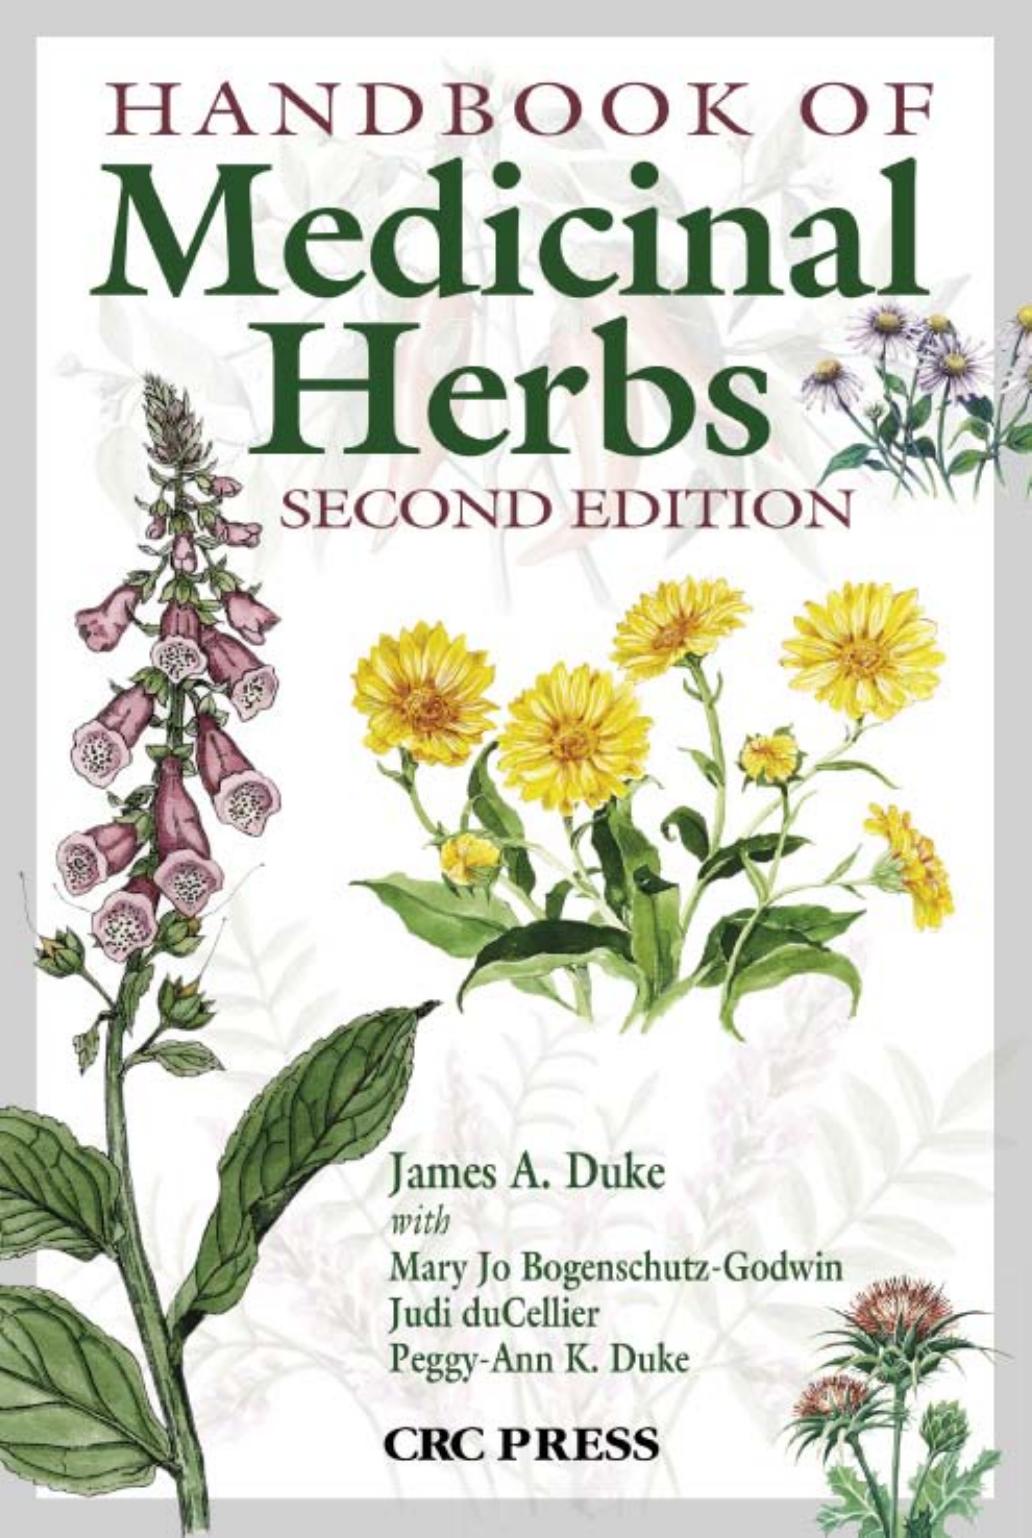 HANDBOOK OF
Medicinal
Herbs
SECOND EDITION
James A. Duke
with
Mary Jo Bogenschutz-Godwin
Judi duCellier
Peggy-Ann K. Duke
CRC PRESS